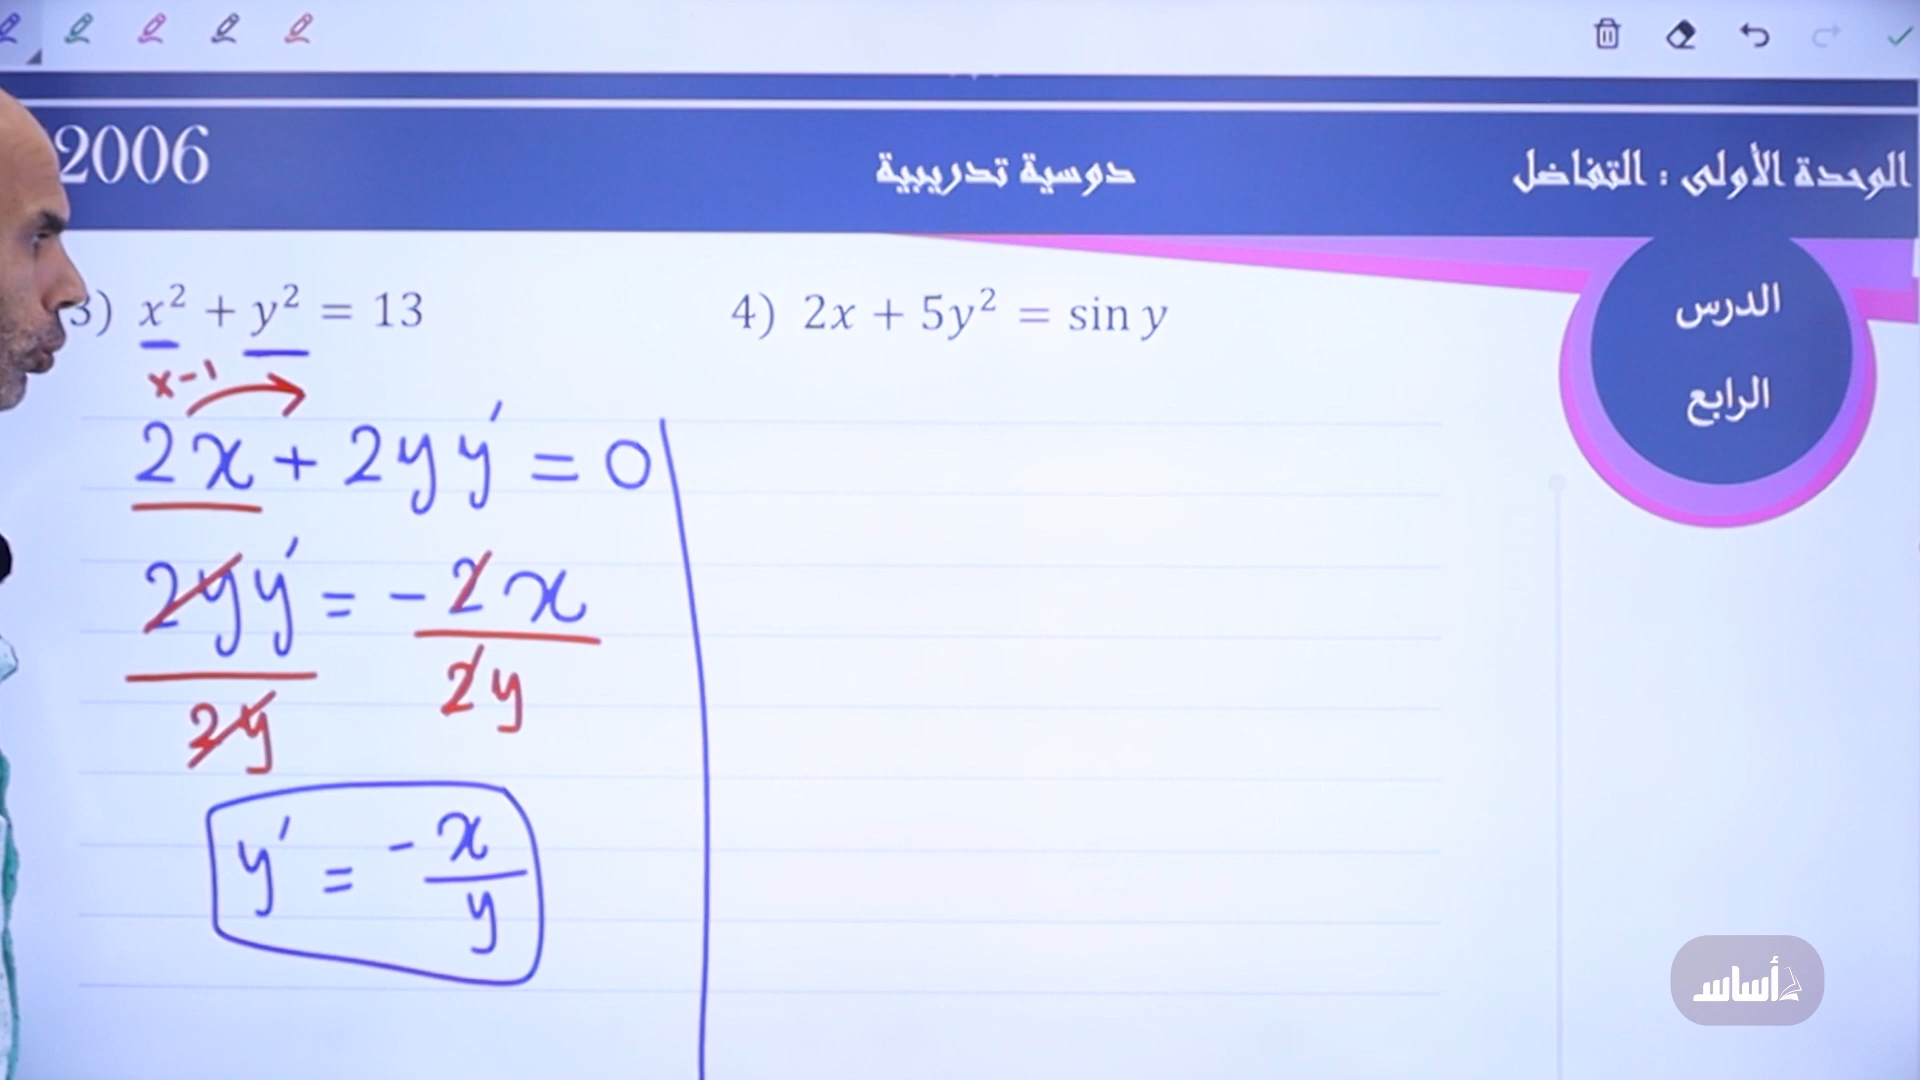 2006
دوسية تدريبية
الوحدة الأولى : التفاضل
الدرس
الرابع
3) x² + y² = 13
x-1
2x + 2yy' = 0
2yy' = -2x
2y 2y
y' = - x/y
4) 2x + 5y² = sin y
أساس